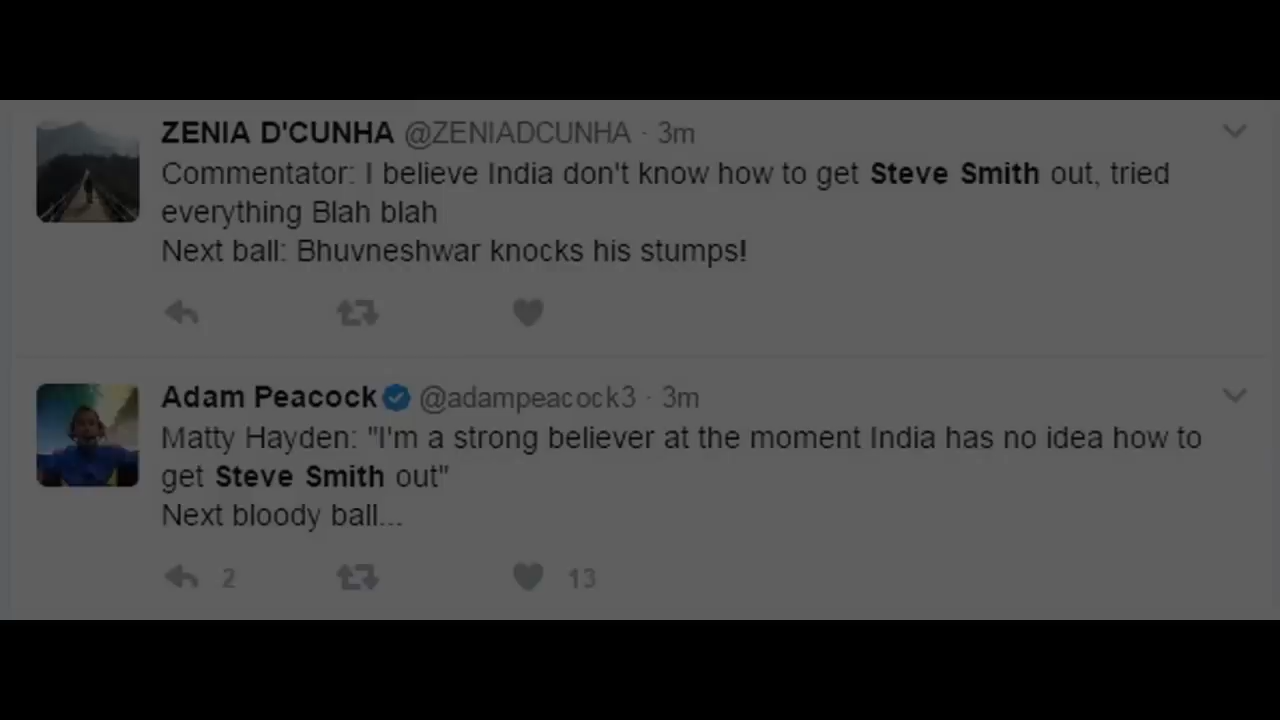 ZENIA D'CUNHA @ZENIADCUNHA · 3m
Commentator: I believe India don't know how to get Steve Smith out, tried
everything Blah blah
Next ball: Bhuvneshwar knocks his stumps!
Adam Peacock @adampeacock3 · 3m
Matty Hayden: "I'm a strong believer at the moment India has no idea how to
get Steve Smith out"
Next bloody ball...
2 13